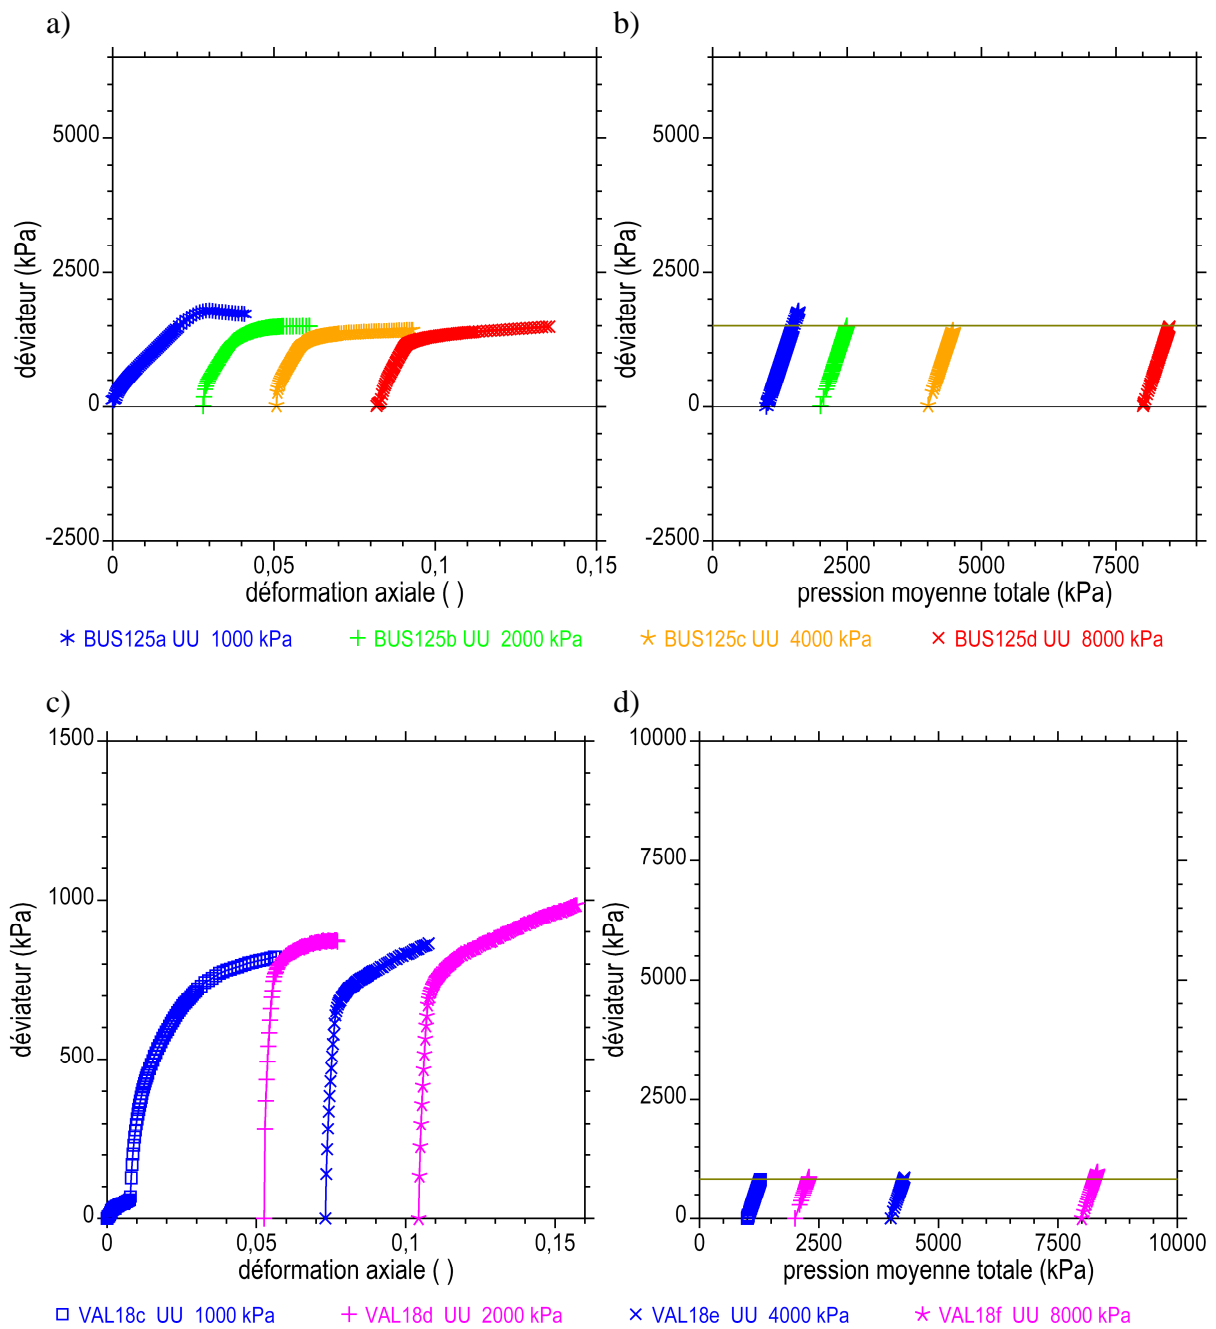 a)
b)
5000
2500
0
-2500
déviateur (kPa)
0
0,05
0,1
0,15
déformation axiale ( )
5000
2500
0
-2500
déviateur (kPa)
0
2500
5000
7500
pression moyenne totale (kPa)
BUS125a UU 1000 kPa
BUS125b UU 2000 kPa
BUS125c UU 4000 kPa
BUS125d UU 8000 kPa
c)
d)
1500
1000
500
0
déviateur (kPa)
0
0,05
0,1
0,15
déformation axiale ( )
10000
7500
5000
2500
0
déviateur (kPa)
0
2500
5000
7500
10000
pression moyenne totale (kPa)
VAL18c UU 1000 kPa
VAL18d UU 2000 kPa
VAL18e UU 4000 kPa
VAL18f UU 8000 kPa